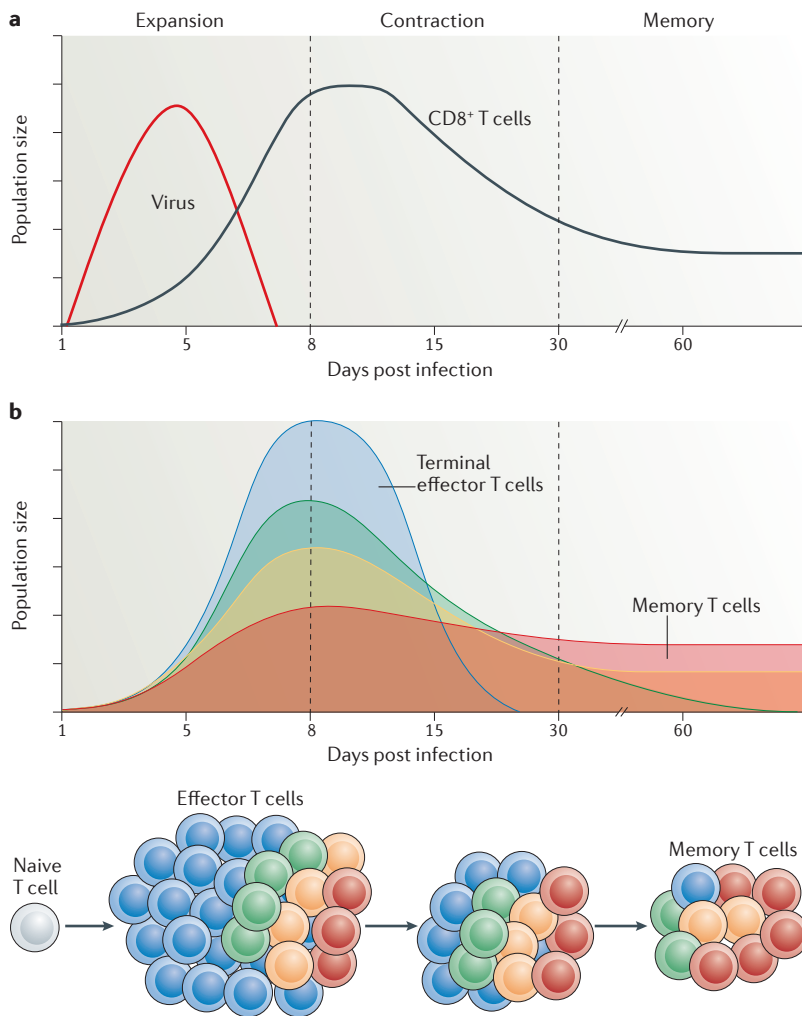 a
Expansion Contraction Memory
Population size
Virus
CD8⁺ T cells
1 5 8 15 30 60
Days post infection
b
Population size
Terminal
effector T cells
Memory T cells
1 5 8 15 30 60
Days post infection
Effector T cells
Naive
T cell
Memory T cells